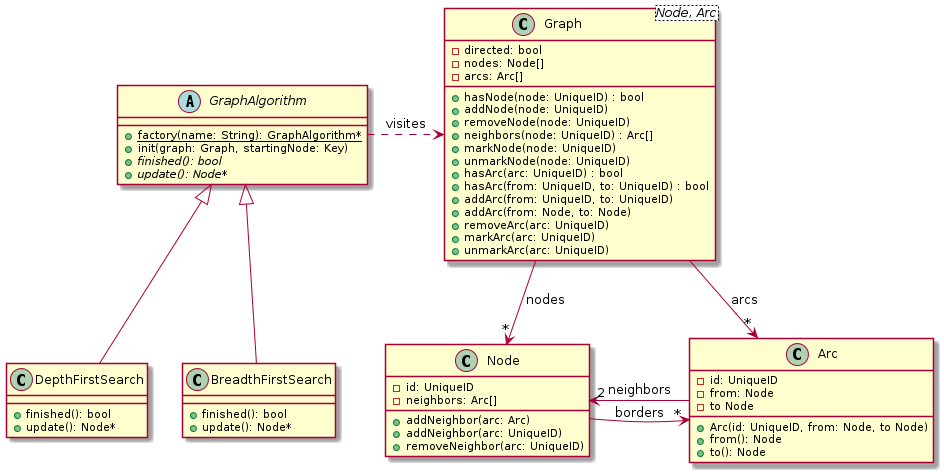 Node, Arc
C Graph
directed: bool
nodes: Node[]
arcs: Arc[]
hasNode(node: UniqueID) : bool
addNode(node: UniqueID)
removeNode(node: UniqueID)
neighbors(node: UniqueID) : Arc[]
markNode(node: UniqueID)
unmarkNode(node: UniqueID)
hasArc(arc: UniqueID) : bool
hasArc(from: UniqueID, to: UniqueID) : bool
addArc(from: UniqueID, to: UniqueID)
addArc(from: Node, to: Node)
removeArc(arc: UniqueID)
markArc(arc: UniqueID)
unmarkArc(arc: UniqueID)
A GraphAlgorithm
factory(name: String): GraphAlgorithm*
init(graph: Graph, startingNode: Key)
finished(): bool
update(): Node*
visites
nodes
*
arcs
*
C DepthFirstSearch
finished(): bool
update(): Node*
C BreadthFirstSearch
finished(): bool
update(): Node*
C Node
id: UniqueID
neighbors: Arc[]
addNeighbor(arc: Arc)
addNeighbor(arc: UniqueID)
removeNeighbor(arc: UniqueID)
2 neighbors
borders *
C Arc
id: UniqueID
from: Node
to Node
Arc(id: UniqueID, from: Node, to Node)
from(): Node
to(): Node